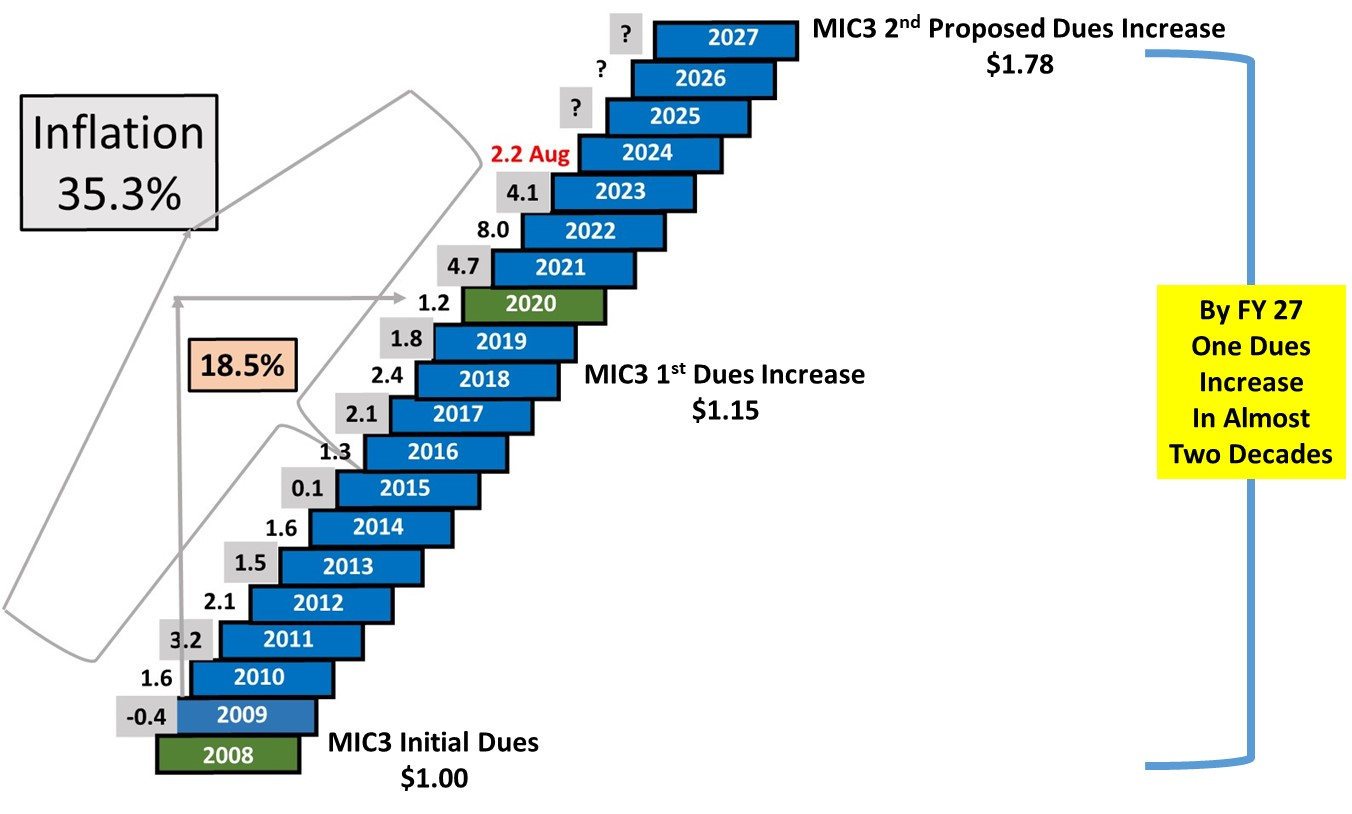 ? 2027 MIC3 2nd Proposed Dues Increase
$1.78
? 2026
? 2025
Inflation
35.3%
2.2 Aug 2024
4.1 2023
8.0 2022
4.7 2021
1.2 2020
1.8 2019
18.5%
2.4 2018 MIC3 1st Dues Increase
$1.15
2.1 2017
1.3 2016
0.1 2015
1.6 2014
1.5 2013
2.1 2012
3.2 2011
1.6 2010
-0.4 2009
2008 MIC3 Initial Dues
$1.00
By FY 27
One Dues
Increase
In Almost
Two Decades